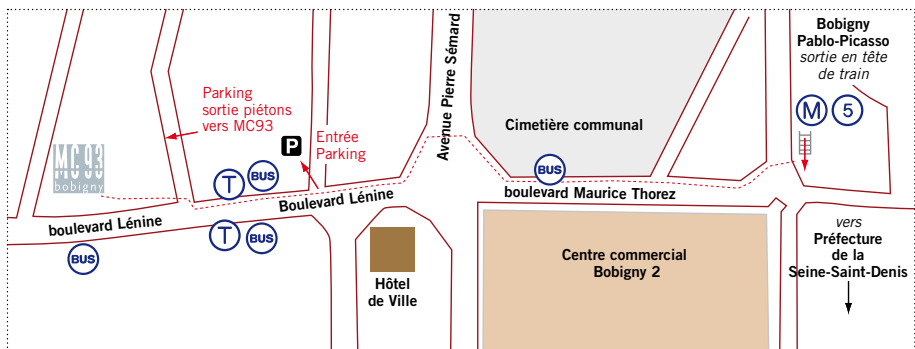 Parking
sortie piétons
vers MC93
MC93
bobigny
boulevard Lénine
BUS
T
BUS
T
BUS
P
Entrée
Parking
Boulevard Lénine
Hôtel
de Ville
Avenue Pierre Sémard
Cimetière communal
BUS
boulevard Maurice Thorez
Centre commercial
Bobigny 2
Bobigny
Pablo-Picasso
sortie en tête
de train
M 5
vers
Préfecture
de la
Seine-Saint-Denis